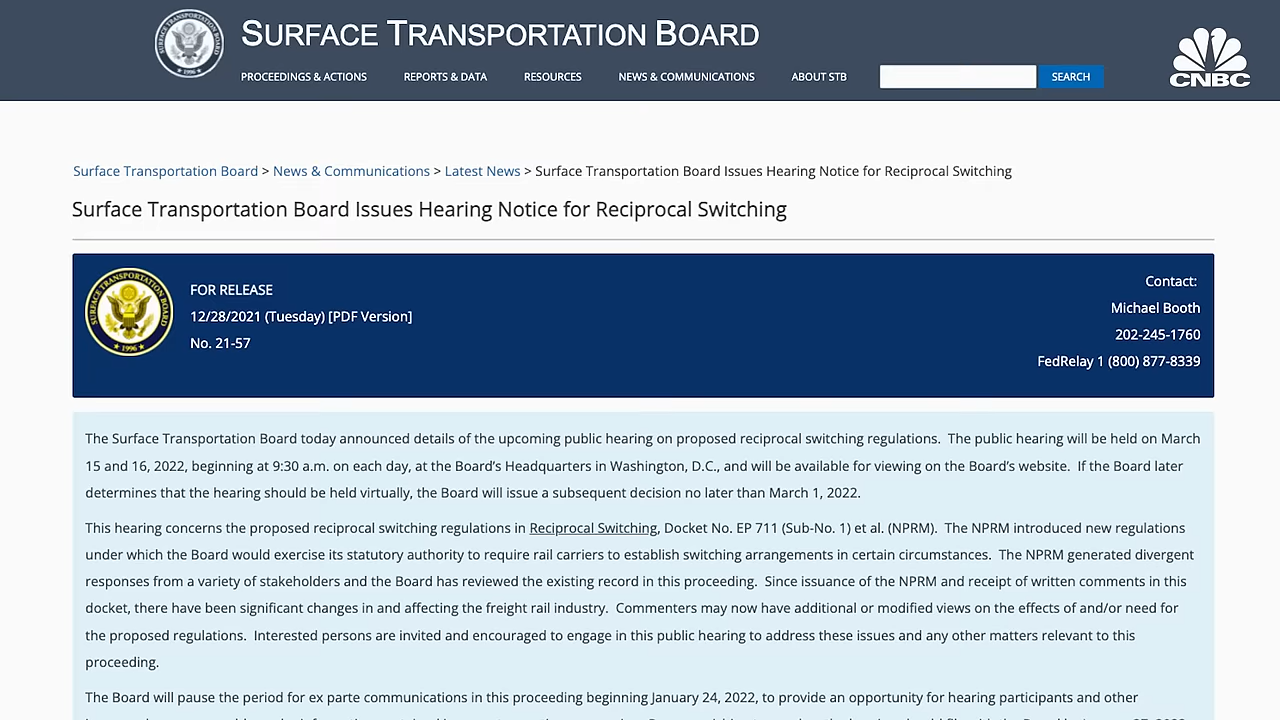 SURFACE TRANSPORTATION BOARD
PROCEEDINGS & ACTIONS REPORTS & DATA RESOURCES NEWS & COMMUNICATIONS ABOUT STB SEARCH
CNBC
Surface Transportation Board > News & Communications > Latest News > Surface Transportation Board Issues Hearing Notice for Reciprocal Switching
Surface Transportation Board Issues Hearing Notice for Reciprocal Switching
SURFACE TRANSPORTATION BOARD
1996
FOR RELEASE
12/28/2021 (Tuesday) [PDF Version]
No. 21-57
Contact:
Michael Booth
202-245-1760
FedRelay 1 (800) 877-8339
The Surface Transportation Board today announced details of the upcoming public hearing on proposed reciprocal switching regulations. The public hearing will be held on March
15 and 16, 2022, beginning at 9:30 a.m. on each day, at the Board's Headquarters in Washington, D.C., and will be available for viewing on the Board's website. If the Board later
determines that the hearing should be held virtually, the Board will issue a subsequent decision no later than March 1, 2022.
This hearing concerns the proposed reciprocal switching regulations in Reciprocal Switching, Docket No. EP 711 (Sub-No. 1) et al. (NPRM). The NPRM introduced new regulations
under which the Board would exercise its statutory authority to require rail carriers to establish switching arrangements in certain circumstances. The NPRM generated divergent
responses from a variety of stakeholders and the Board has reviewed the existing record in this proceeding. Since issuance of the NPRM and receipt of written comments in this
docket, there have been significant changes in and affecting the freight rail industry. Commenters may now have additional or modified views on the effects of and/or need for
the proposed regulations. Interested persons are invited and encouraged to engage in this public hearing to address these issues and any other matters relevant to this
proceeding.
The Board will pause the period for ex parte communications in this proceeding beginning January 24, 2022, to provide an opportunity for hearing participants and other